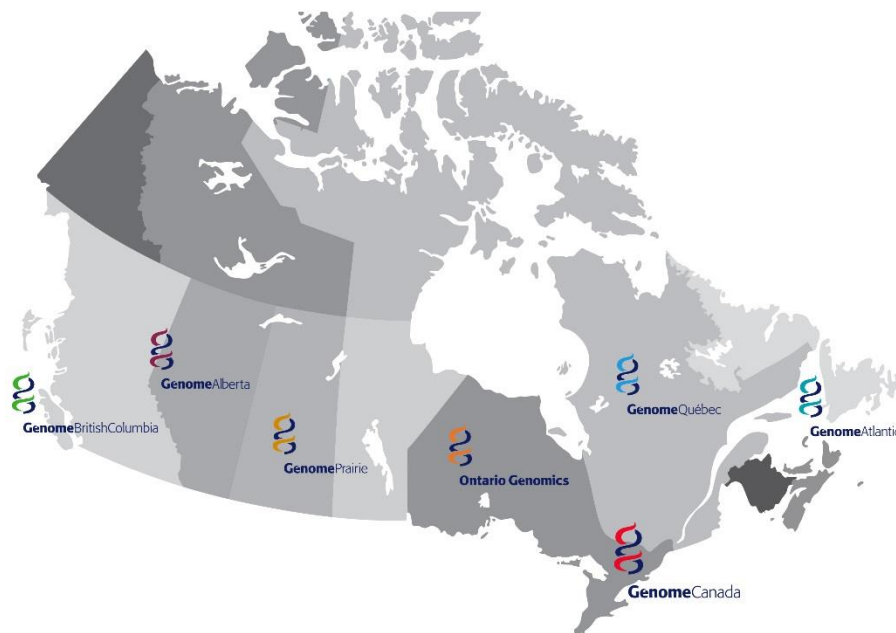 GenomeAlberta
GenomeBritishColumbia
GenomePrairie
Ontario Genomics
GenomeQuébec
GenomeAtlantic
GenomeCanada